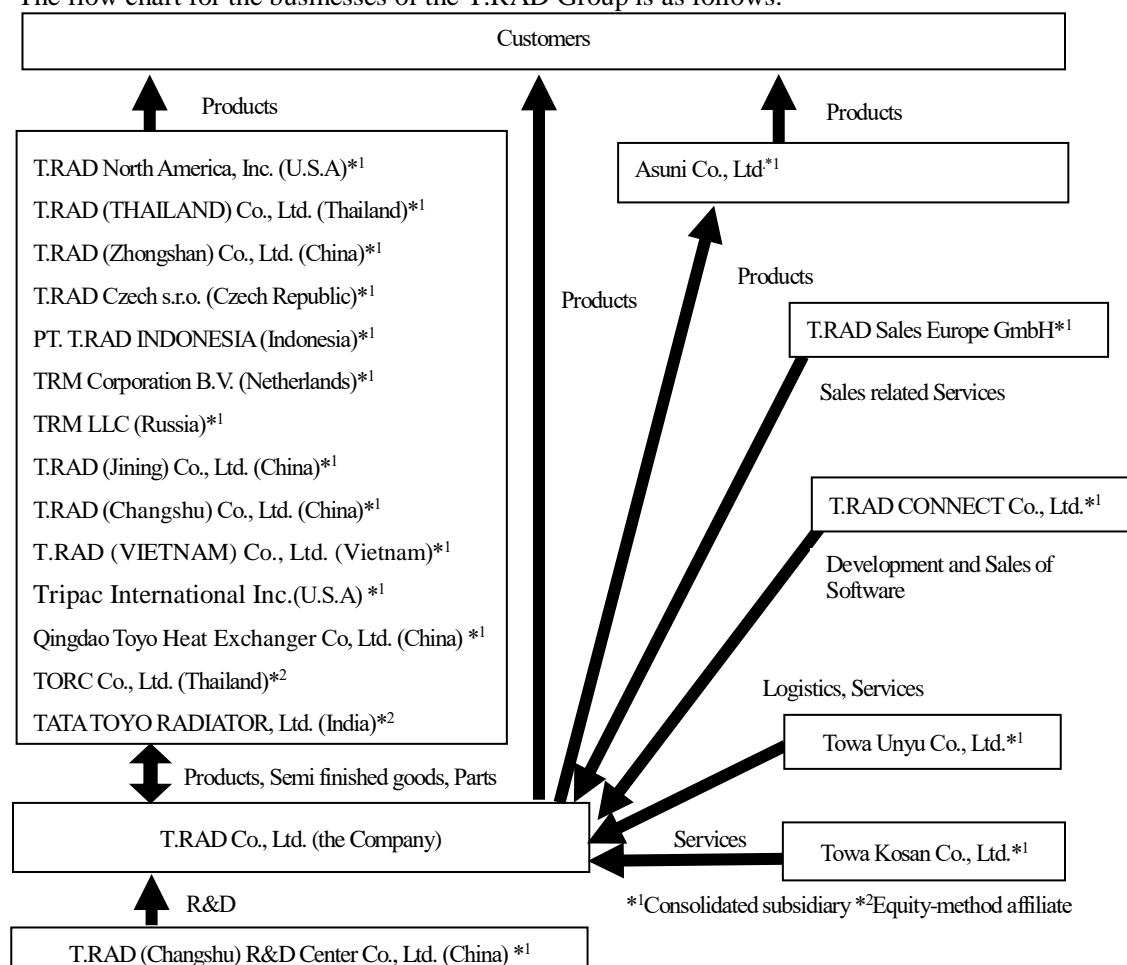 The flow chart for the businesses of the T.RAD Group is as follows:
Customers
Products
Products
T.RAD North America, Inc. (U.S.A)*1
T.RAD (THAILAND) Co., Ltd. (Thailand)*1
T.RAD (Zhongshan) Co., Ltd. (China)*1
T.RAD Czech s.r.o. (Czech Republic)*1
PT. T.RAD INDONESIA (Indonesia)*1
TRM Corporation B.V. (Netherlands)*1
TRM LLC (Russia)*1
T.RAD (Jining) Co., Ltd. (China)*1
T.RAD (Changshu) Co., Ltd. (China)*1
T.RAD (VIETNAM) Co., Ltd. (Vietnam)*1
Tripac International Inc.(U.S.A) *1
Qingdao Toyo Heat Exchanger Co, Ltd. (China) *1
TORC Co., Ltd. (Thailand)*2
TATA TOYO RADIATOR, Ltd. (India)*2
Asuni Co., Ltd.*1
Products
Products
T.RAD Sales Europe GmbH*1
Sales related Services
T.RAD CONNECT Co., Ltd.*1
Development and Sales of
Software
Logistics, Services
Towa Unyu Co., Ltd.*1
Products, Semi finished goods, Parts
T.RAD Co., Ltd. (the Company)
Services
Towa Kosan Co., Ltd.*1
*1Consolidated subsidiary *2Equity-method affiliate
R&D
T.RAD (Changshu) R&D Center Co., Ltd. (China) *1